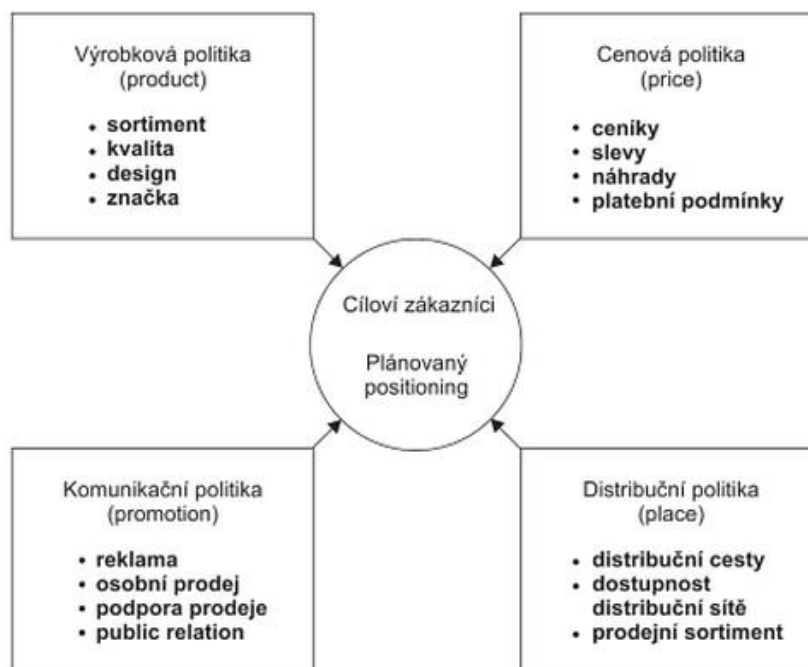 Výrobková politika
(product)
• sortiment
• kvalita
• design
• značka
Cenová politika
(price)
• ceníky
• slevy
• náhrady
• platební podmínky
Cíloví zákazníci
Plánovaný
positioning
Komunikační politika
(promotion)
• reklama
• osobní prodej
• podpora prodeje
• public relation
Distribuční politika
(place)
• distribuční cesty
• dostupnost
distribuční sítě
• prodejní sortiment